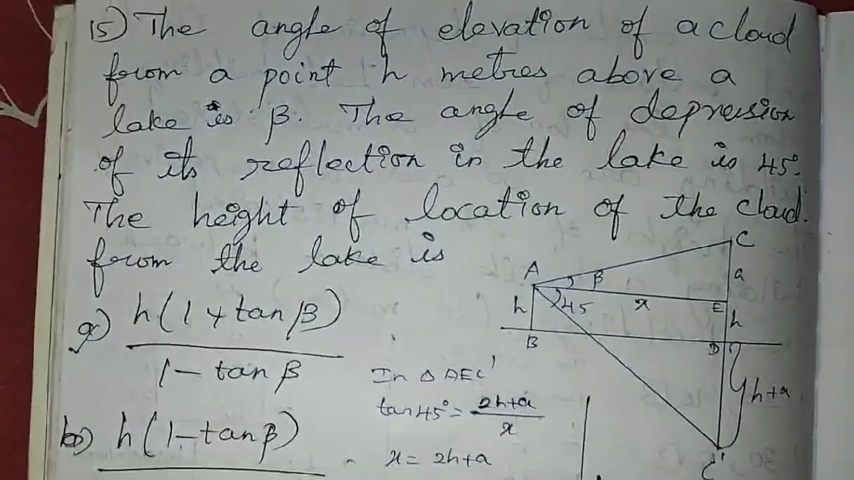 15) The angle of elevation of a cloud
from a point h metres above a
lake is β. The angle of depression
of its reflection in the lake is 45°.
The height of location of the cloud
from the lake is
a) h(1+tanβ)
1-tanβ
b) h(1-tanβ)
C
A
β
a
h
45
x
E
h
B
D
h+a
C'
In △AEC'
tan45° = 2h+a
x
x = 2h+a